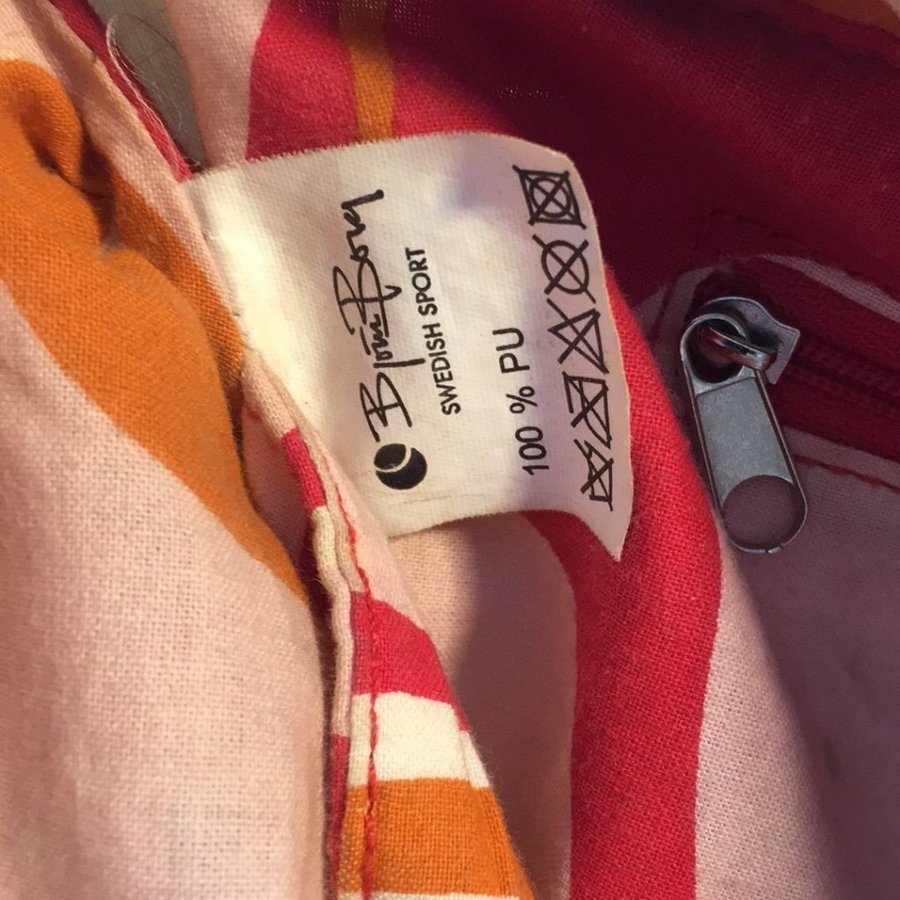 Björn Borg
SWEDISH SPORT
100 % PU